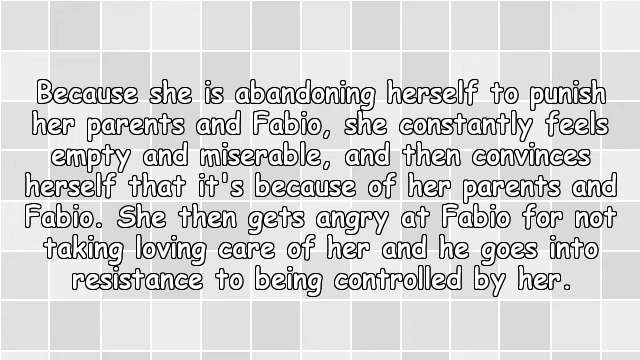 Because she is abandoning herself to punish
her parents and Fabio, she constantly feels
empty and miserable, and then convinces
herself that it's because of her parents and
Fabio. She then gets angry at Fabio for not
taking loving care of her and he goes into
resistance to being controlled by her.